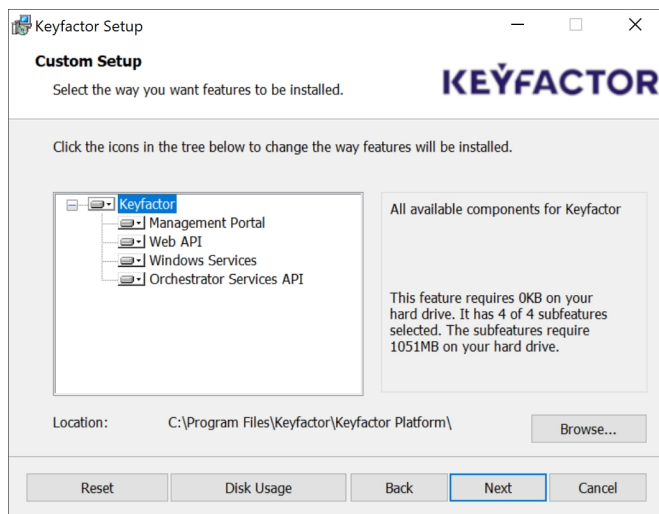 Keyfactor Setup
Custom Setup
Select the way you want features to be installed.
KEYFACTOR
Click the icons in the tree below to change the way features will be installed.
Keyfactor
Management Portal
Web API
Windows Services
Orchestrator Services API
All available components for Keyfactor
This feature requires 0KB on your
hard drive. It has 4 of 4 subfeatures
selected. The subfeatures require
1051MB on your hard drive.
Location:
C:\Program Files\Keyfactor\Keyfactor Platform\
Browse...
Reset
Disk Usage
Back
Next
Cancel